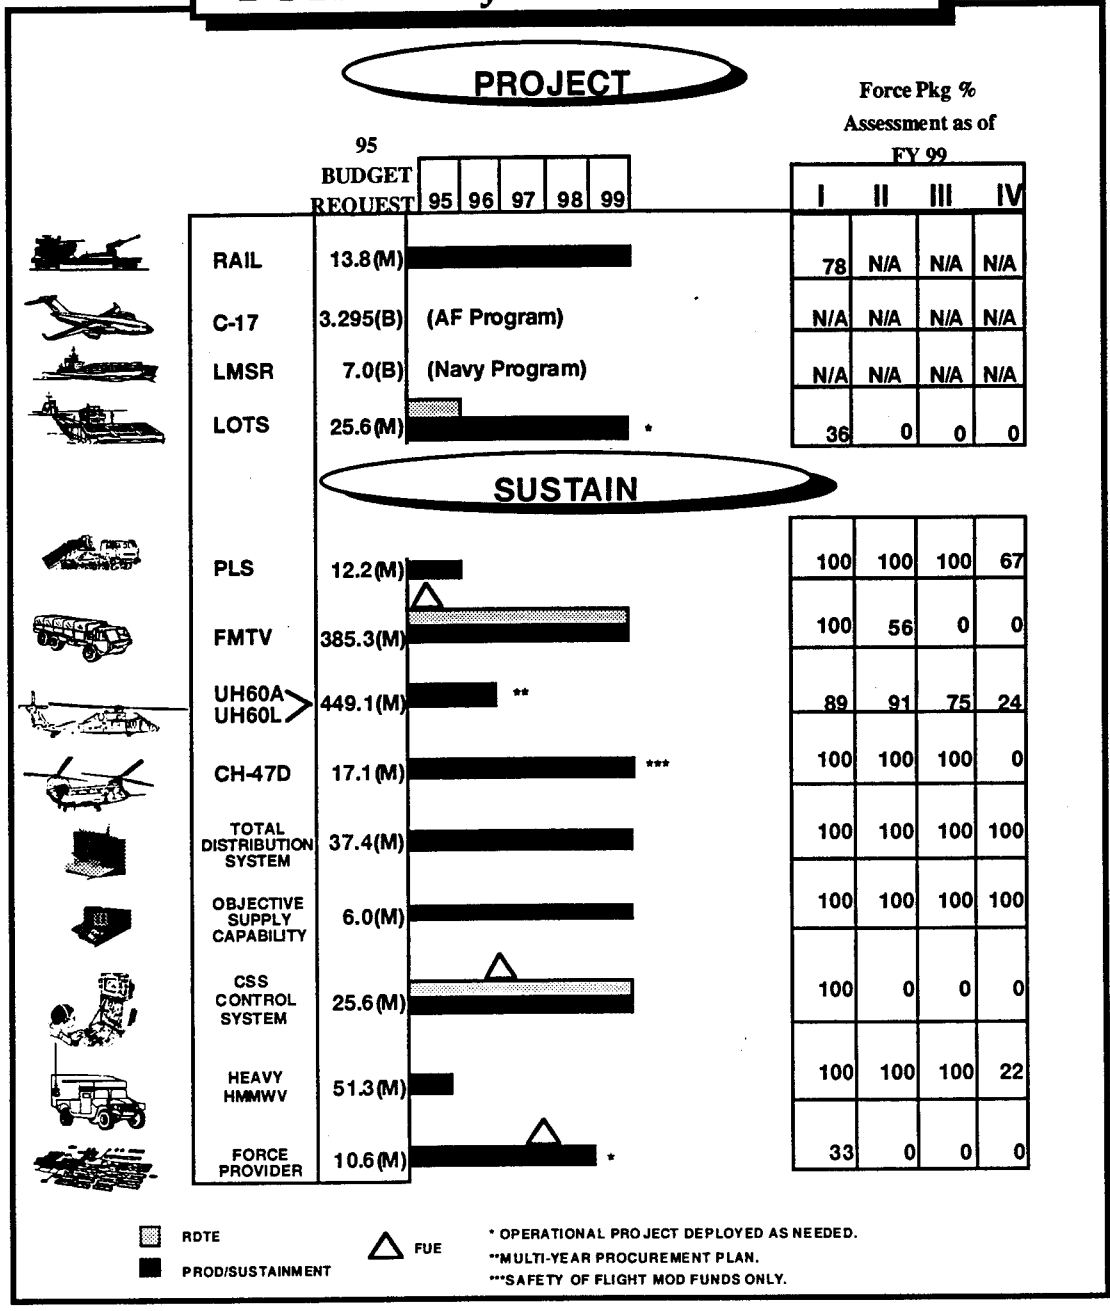 PROJECT
Force Pkg %
Assessment as of
FY 99
95
BUDGET
REQUEST 95 96 97 98 99
I II III IV
RAIL 13.8(M) 78 N/A N/A N/A
C-17 3.295(B) (AF Program) N/A N/A N/A N/A
LMSR 7.0(B) (Navy Program) N/A N/A N/A N/A
LOTS 25.6(M) * 36 0 0 0
SUSTAIN
PLS 12.2(M) 100 100 100 67
FMTV 385.3(M) 100 56 0 0
UH60A
UH60L 449.1(M) ** 89 91 75 24
CH-47D 17.1(M) *** 100 100 100 0
TOTAL
DISTRIBUTION 37.4(M) 100 100 100 100
SYSTEM
OBJECTIVE
SUPPLY 6.0(M) 100 100 100 100
CAPABILITY
CSS
CONTROL 25.6(M) 100 0 0 0
SYSTEM
HEAVY 51.3(M) 100 100 100 22
HMMWV
FORCE 10.6(M) * 33 0 0 0
PROVIDER
RDTE
PROD/SUSTAINMENT
FUE
* OPERATIONAL PROJECT DEPLOYED AS NEEDED.
**MULTI-YEAR PROCUREMENT PLAN.
***SAFETY OF FLIGHT MOD FUNDS ONLY.